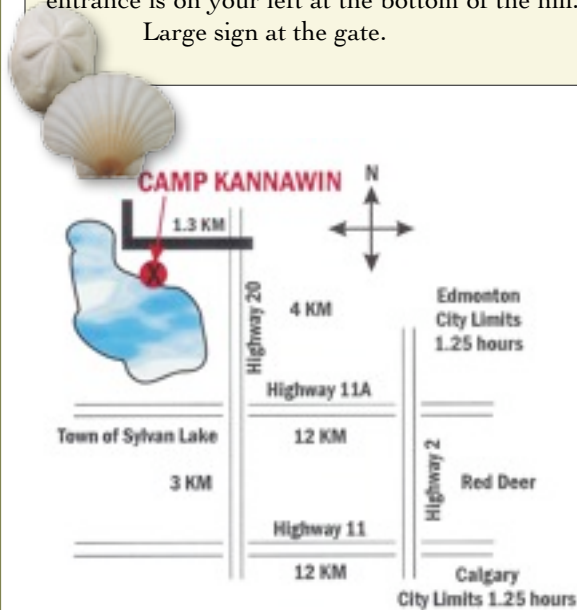 entrance is on your left at the bottom of the hill.
Large sign at the gate.
CAMP KANNAWIN
N
1.3 KM
X
Highway 20
4 KM
Edmonton
City Limits
1.25 hours
Highway 11A
Town of Sylvan Lake
12 KM
Highway 2
3 KM
Red Deer
Highway 11
12 KM
Calgary
City Limits 1.25 hours